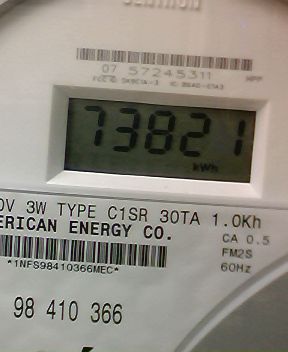 CENTRON
07 57245311
73821
kWh
0V 3W TYPE C1SR 30TA 1.0Kh
ERICAN ENERGY CO.
CA 0.5
FM2S
60Hz
*1NFS98410366MEC*
98 410 366